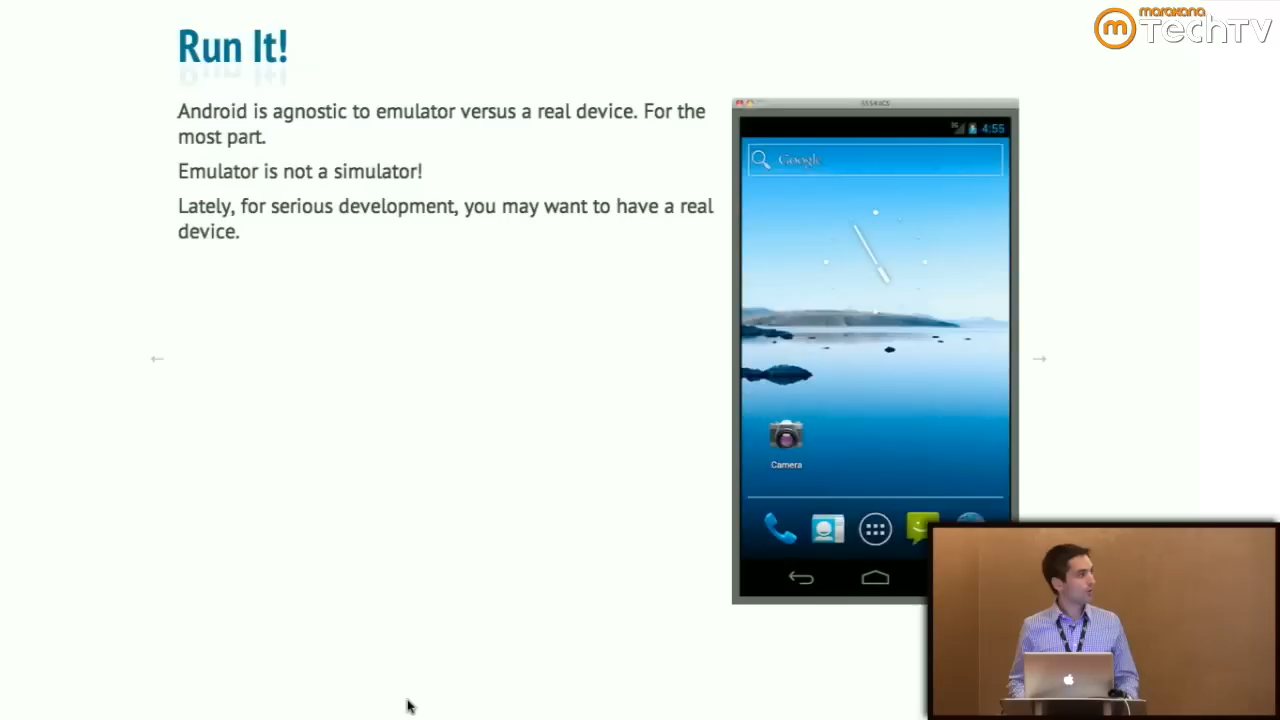 Run It!
marakana
TechTV
Android is agnostic to emulator versus a real device. For the
most part.
Emulator is not a simulator!
Lately, for serious development, you may want to have a real
device.
4:55
Google
Camera